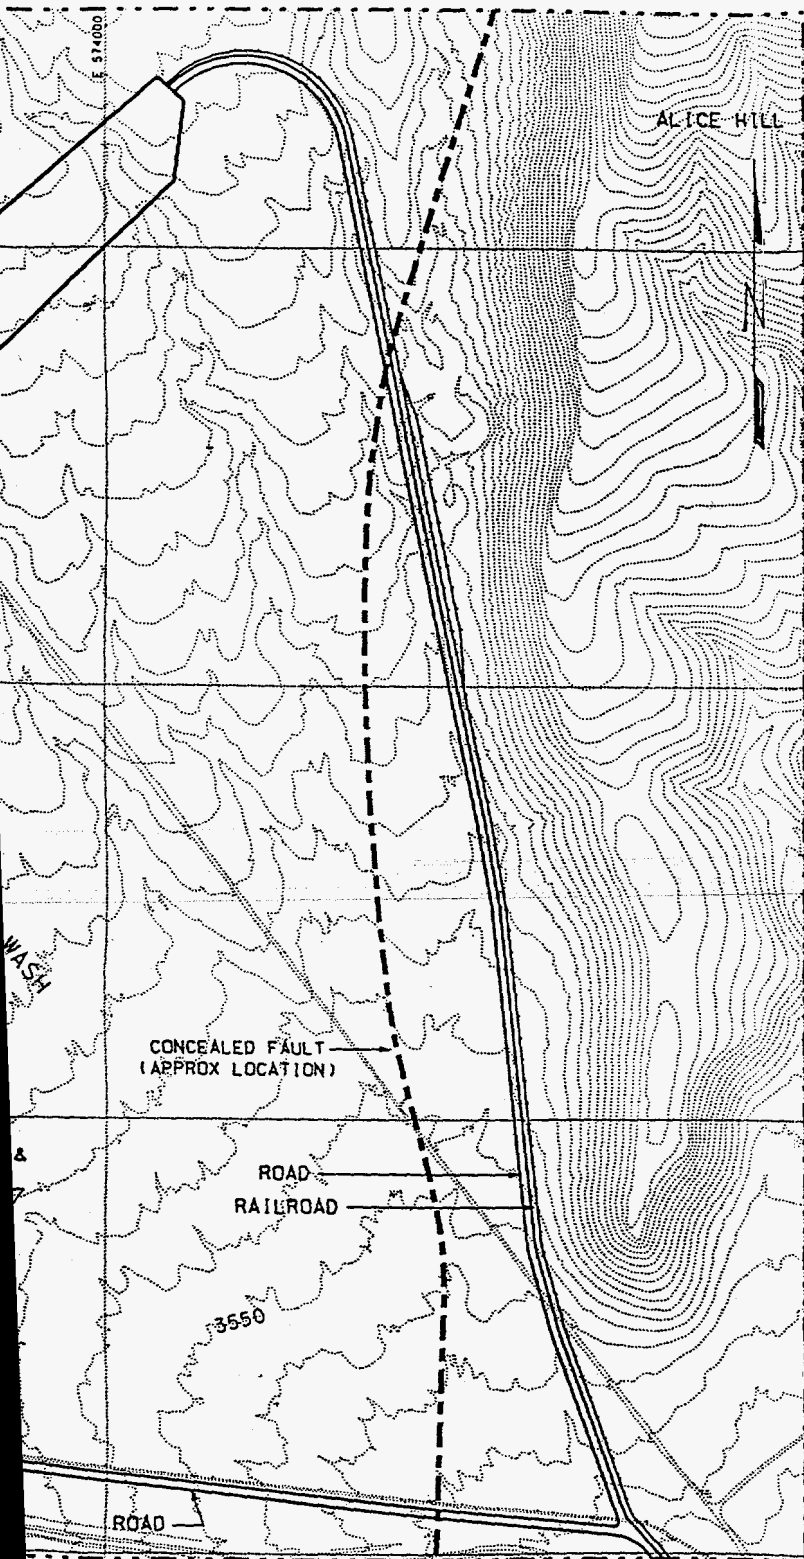 E 574000
ALICE HILL
N
WASH
CONCEALED FAULT
(APPROX LOCATION)
&
ROAD
RAILROAD
3550
ROAD